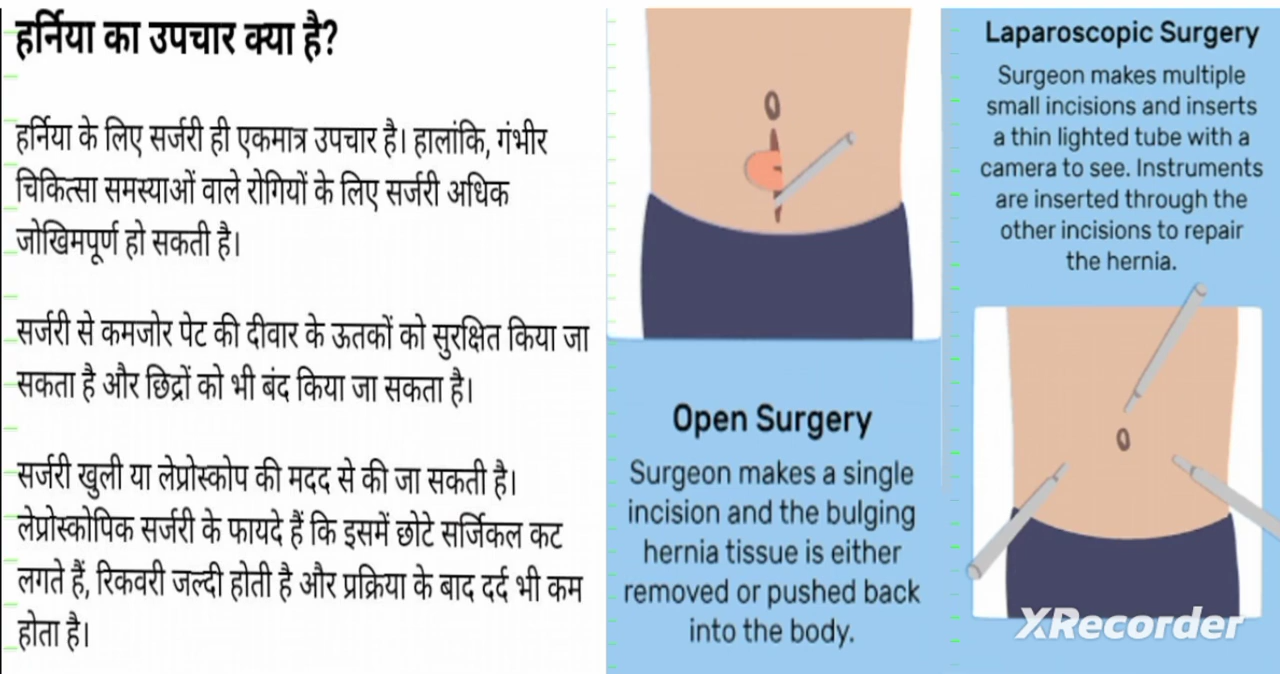 हर्निया का उपचार क्या है?
हर्निया के लिए सर्जरी ही एकमात्र उपचार है। हालांकि, गंभीर
चिकित्सा समस्याओं वाले रोगियों के लिए सर्जरी अधिक
जोखिमपूर्ण हो सकती है।
सर्जरी से कमजोर पेट की दीवार के ऊतकों को सुरक्षित किया जा
सकता है और छिद्रों को भी बंद किया जा सकता है।
सर्जरी खुली या लेप्रोस्कोप की मदद से की जा सकती है।
लेप्रोस्कोपिक सर्जरी के फायदे हैं कि इसमें छोटे सर्जिकल कट
लगते हैं, रिकवरी जल्दी होती है और प्रक्रिया के बाद दर्द भी कम
होता है।
Open Surgery
Surgeon makes a single
incision and the bulging
hernia tissue is either
removed or pushed back
into the body.
Laparoscopic Surgery
Surgeon makes multiple
small incisions and inserts
a thin lighted tube with a
camera to see. Instruments
are inserted through the
other incisions to repair
the hernia.
XRecorder